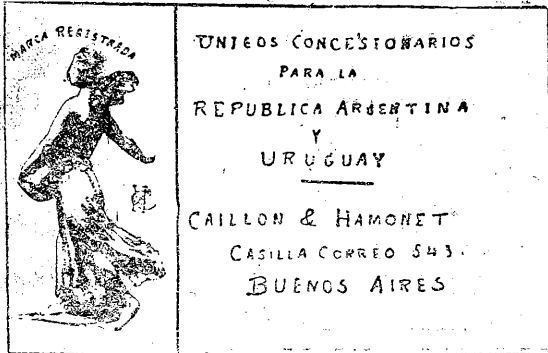 MARCA REGISTRADA
UNICOS CONCESIONARIOS
PARA LA
REPUBLICA ARGENTINA
Y
URUGUAY
CAILLON & HAMONET
CASILLA CORREO 543.
BUENOS AIRES